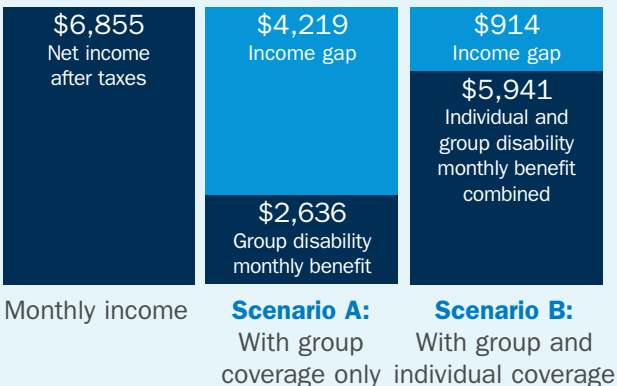 $6,855
Net income
after taxes
$4,219
Income gap
$2,636
Group disability
monthly benefit
$914
Income gap
$5,941
Individual and
group disability
monthly benefit
combined
Monthly income
Scenario A:
With group
coverage only
Scenario B:
With group and
individual coverage